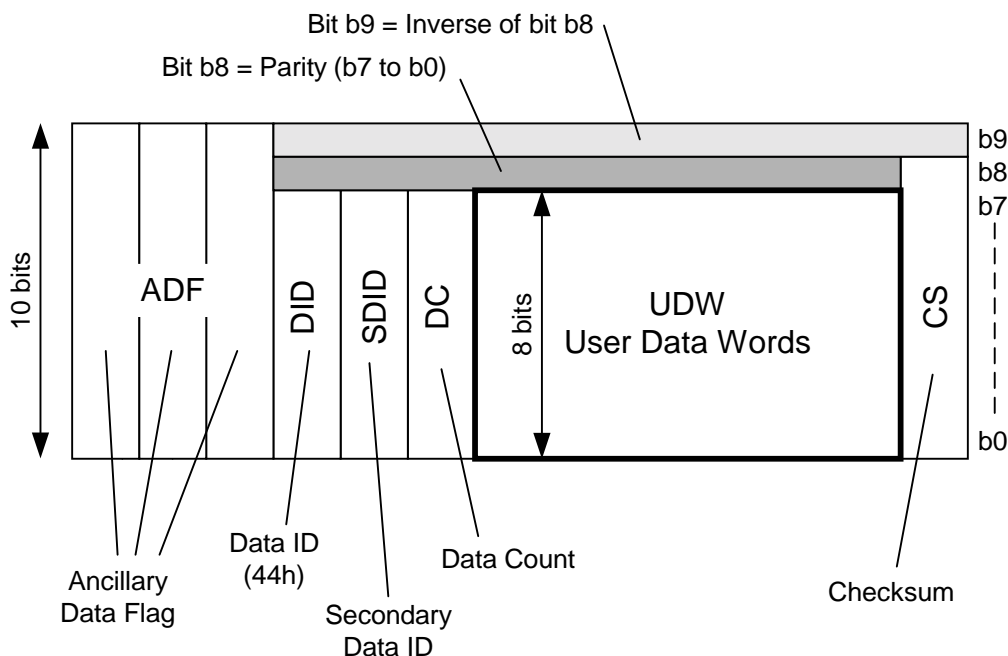 Bit b9 = Inverse of bit b8
Bit b8 = Parity (b7 to b0)
b9
b8
b7
b0
10 bits
ADF
DID
SDID
DC
8 bits
UDW
User Data Words
CS
Ancillary
Data Flag
Data ID
(44h)
Secondary
Data ID
Data Count
Checksum